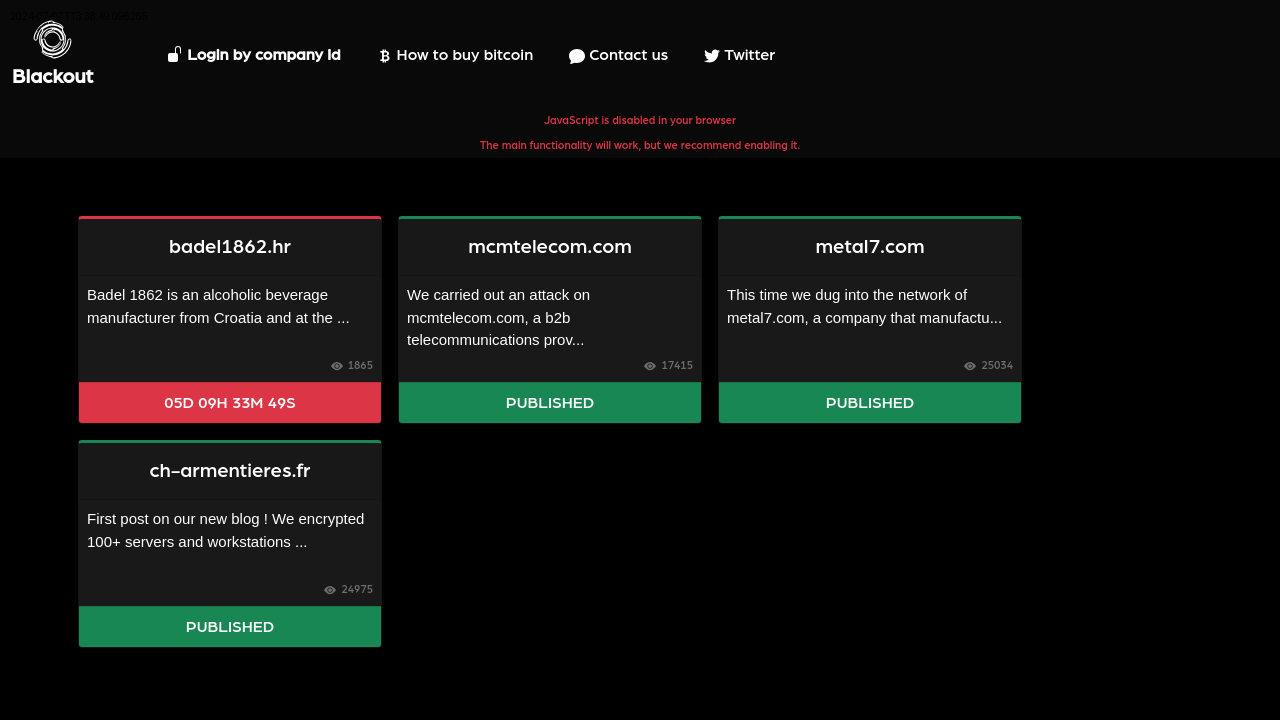 Blackout
Login by company id
How to buy bitcoin
Contact us
Twitter
JavaScript is disabled in your browser
The main functionality will work, but we recommend enabling it.
badel1862.hr
Badel 1862 is an alcoholic beverage
manufacturer from Croatia and at the ...
1865
05D 09H 33M 49S
mcmtelecom.com
We carried out an attack on
mcmtelecom.com, a b2b
telecommunications prov...
17415
PUBLISHED
metal7.com
This time we dug into the network of
metal7.com, a company that manufactu...
25034
PUBLISHED
ch-armentieres.fr
First post on our new blog ! We encrypted
100+ servers and workstations ...
24975
PUBLISHED